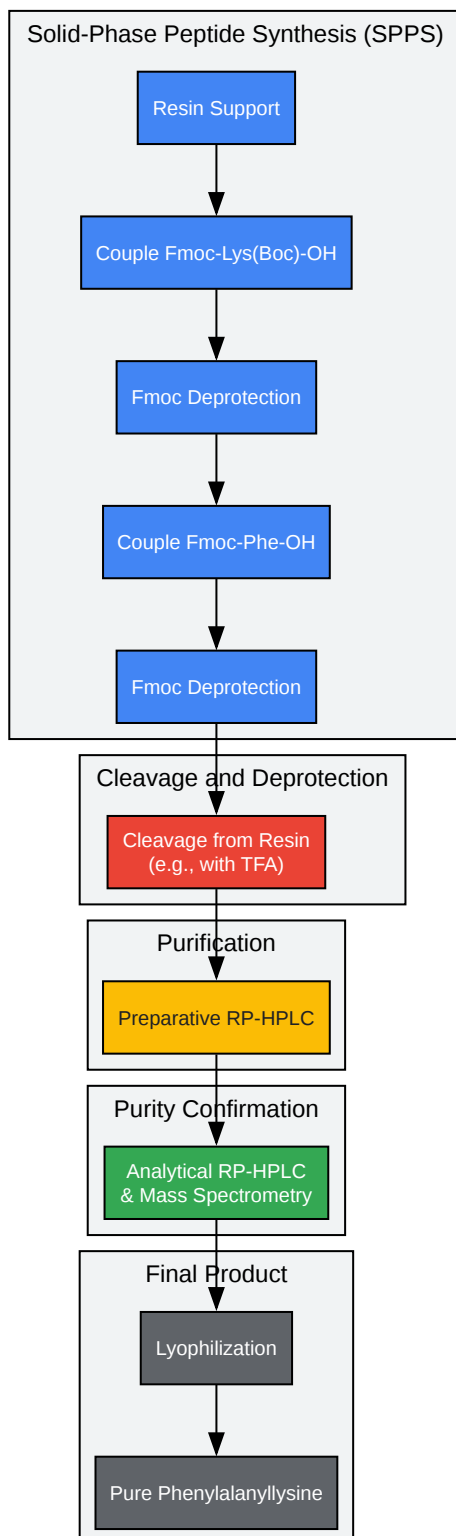 Solid-Phase Peptide Synthesis (SPPS)
Resin Support
Couple Fmoc-Lys(Boc)-OH
Fmoc Deprotection
Couple Fmoc-Phe-OH
Fmoc Deprotection
Cleavage and Deprotection
Cleavage from Resin
(e.g., with TFA)
Purification
Preparative RP-HPLC
Purity Confirmation
Analytical RP-HPLC
& Mass Spectrometry
Final Product
Lyophilization
Pure Phenylalanyllysine